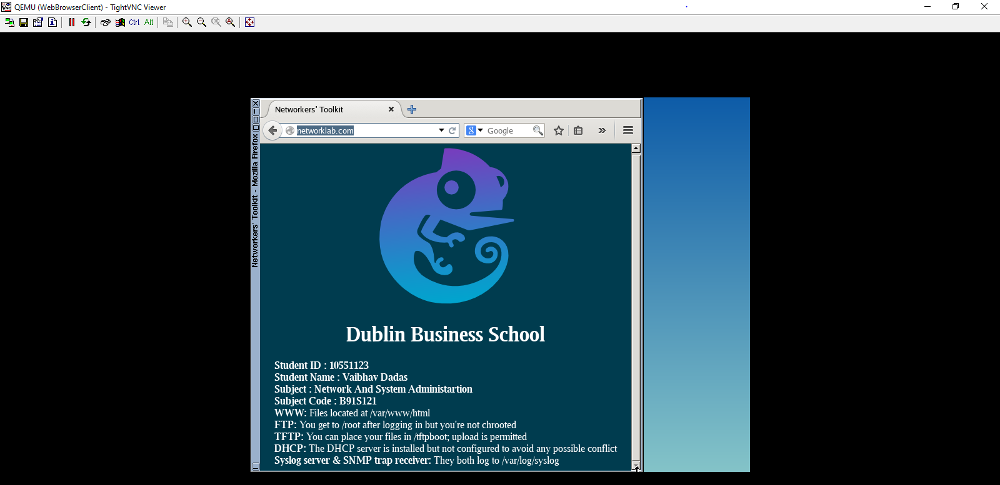 QEMU (WebBrowserClient) - TightVNC Viewer
Ctrl Alt
Networkers' Toolkit - Mozilla Firefox
Networkers' Toolkit
networklab.com
8 Google
Dublin Business School
Student ID : 10551123
Student Name : Vaibhav Dadas
Subject : Network And System Administartion
Subject Code : B91S121
WWW: Files located at /var/www/html
FTP: You get to /root after logging in but you're not chrooted
TFTP: You can place your files in /tftpboot; upload is permitted
DHCP: The DHCP server is installed but not configured to avoid any possible conflict
Syslog server & SNMP trap receiver: They both log to /var/log/syslog